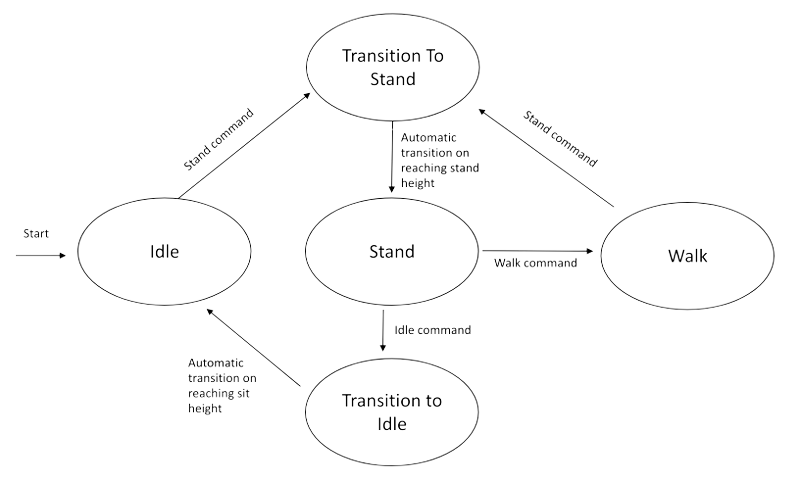 Transition To
Stand
Stand command
Stand command
Automatic
transition on
reaching stand
height
Start
Idle
Stand
Walk
Walk command
Idle command
Automatic
transition on
reaching sit
height
Transition to
Idle